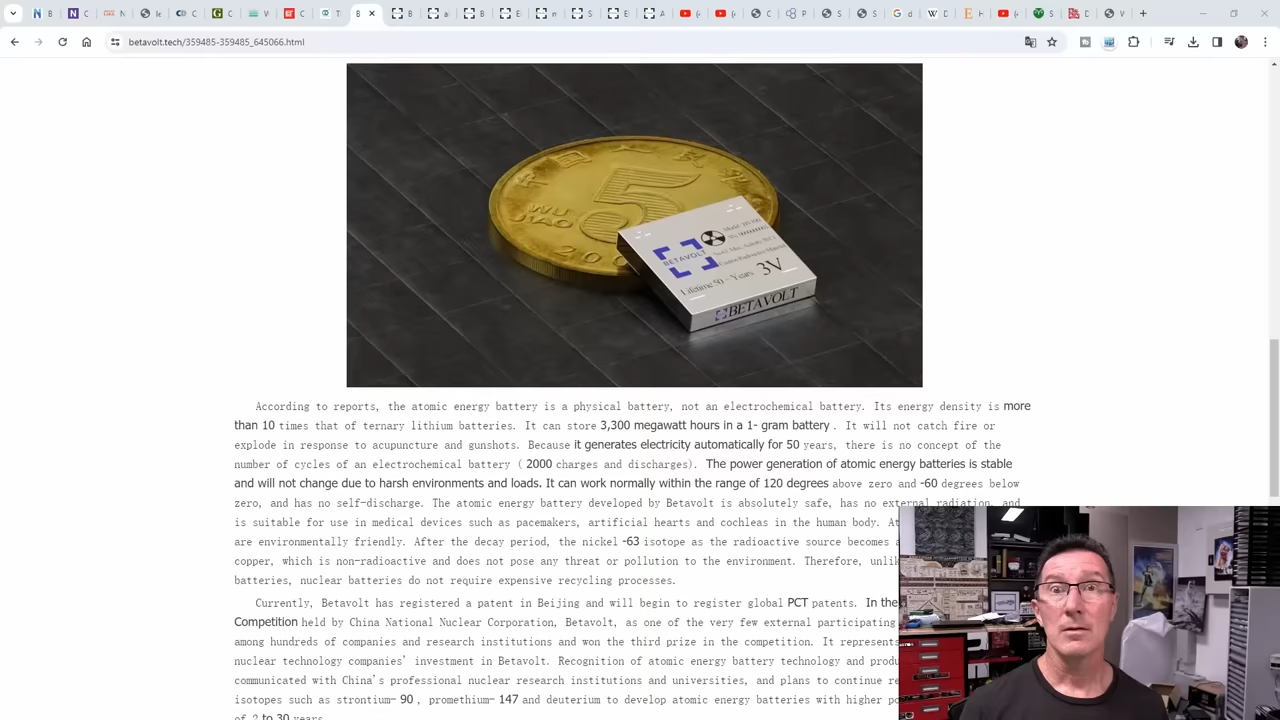 betavolt.tech/359485-359485_645066.html
WU
JIAO
5
BETAVOLT
Lifetime 50 - Years 3V
BETAVOLT
According to reports, the atomic energy battery is a physical battery, not an electrochemical battery. Its energy density is more
than 10 times that of ternary lithium batteries. It can store 3,300 megawatt hours in a 1- gram battery . It will not catch fire or
explode in response to acupuncture and gunshots. Because it generates electricity automatically for 50 years, there is no concept of the
number of cycles of an electrochemical battery ( 2000 charges and discharges). The power generation of atomic energy batteries is stable
and will not change due to harsh environments and loads. It can work normally within the range of 120 degrees above zero and -60 degrees below
zero, and has no self-discharge. The atomic energy battery developed by Betavolt is absolutely safe, has no external radiation, and
is suitable for use in medical devices such as pacemakers, artificial hearts and cochleas in the human body. At
are environmentally friendly. After the decay period, the nickel -63 isotope as the radioactive source becomes a
copper, which is non-radioactive and does not pose any threat or pollution to the environment. Therefore, unli
batteries, nuclear batteries do not require expensive recycling processes.
Currently, Betavolt has registered a patent in Beijing and will begin to register global PCT patents. In the
Competition held by China National Nuclear Corporation, Betavolt, as one of the very few external participating
among hundreds of companies and research institutions and won the third prize in the competition. It represent
nuclear technology companies' investment in Betavolt. Recognition of atomic energy battery technology and produ
communicated with China's professional nuclear research institutions and universities, and plans to continue re
isotopes such as strontium- 90 , promethium- 147 and deuterium to develop atomic energy batteries with higher po
of 2 to 30 years